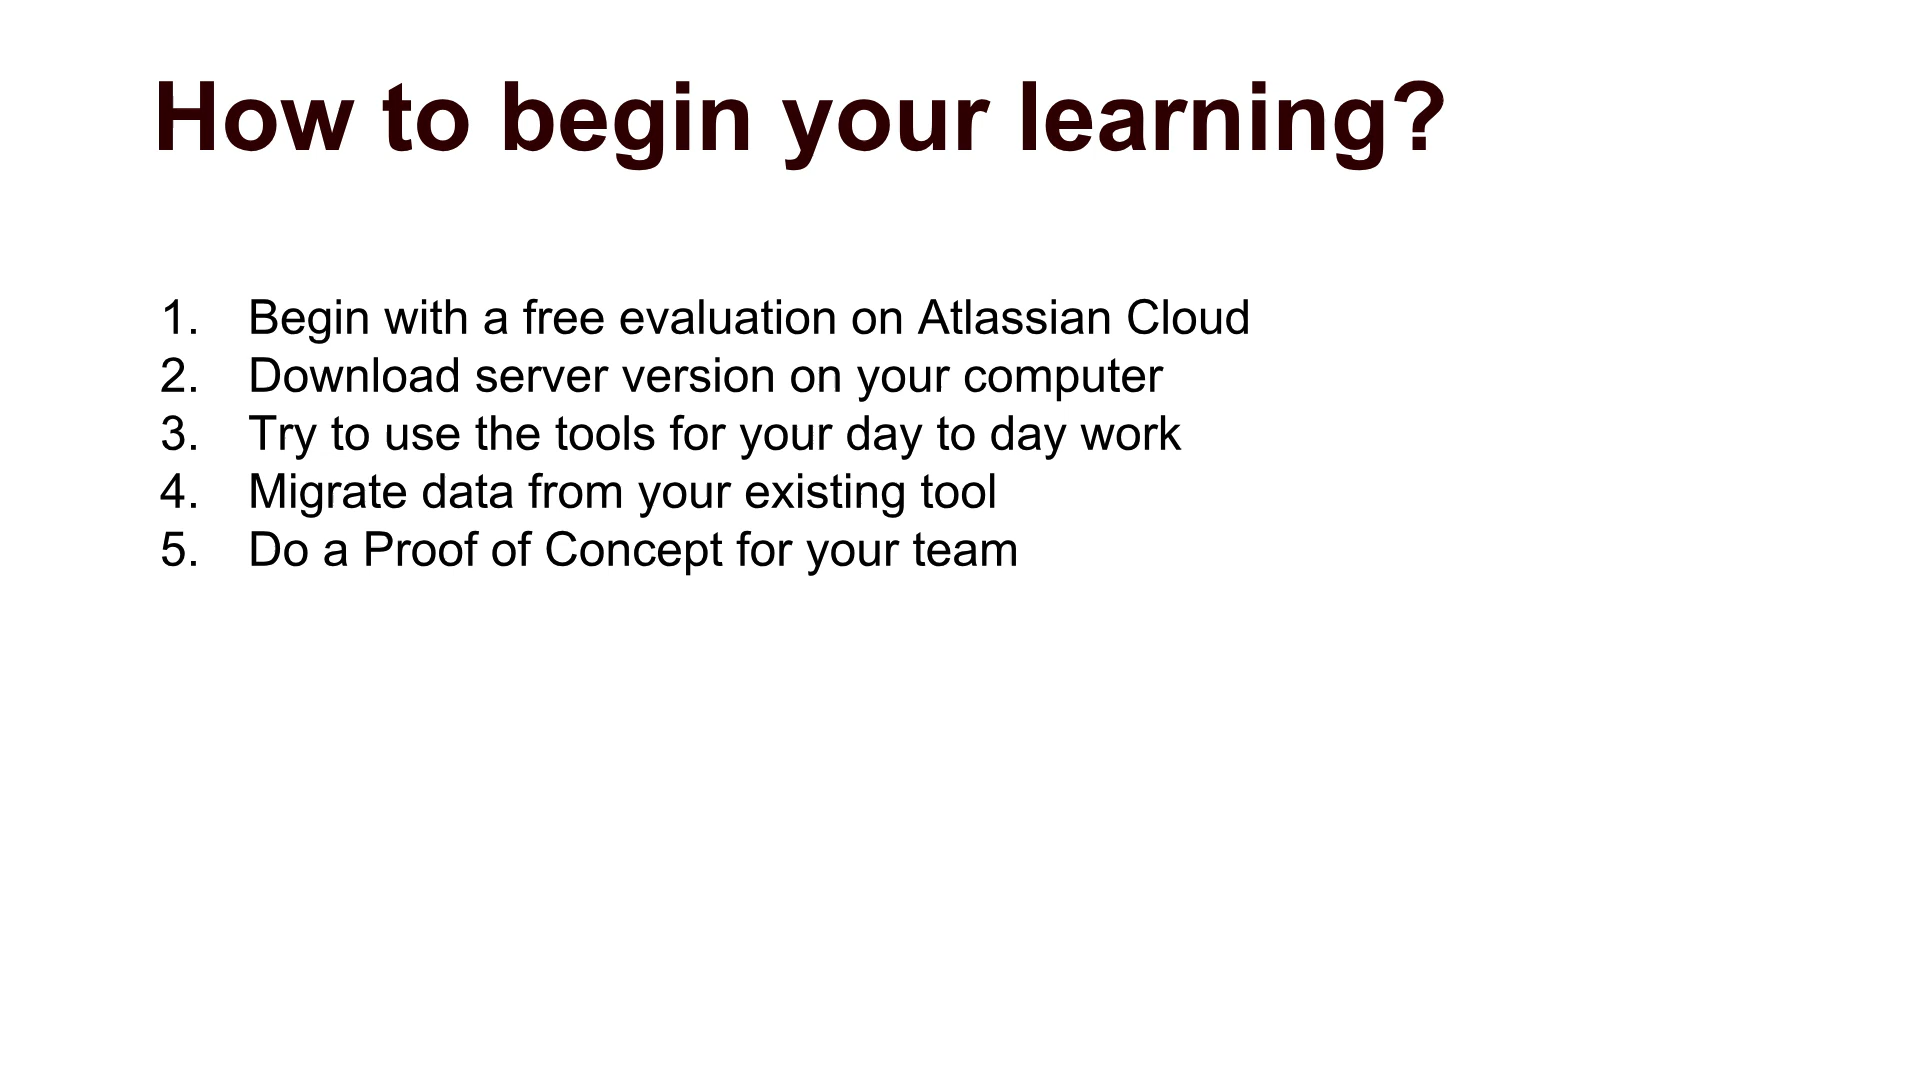 How to begin your learning?
1. Begin with a free evaluation on Atlassian Cloud
2. Download server version on your computer
3. Try to use the tools for your day to day work
4. Migrate data from your existing tool
5. Do a Proof of Concept for your team